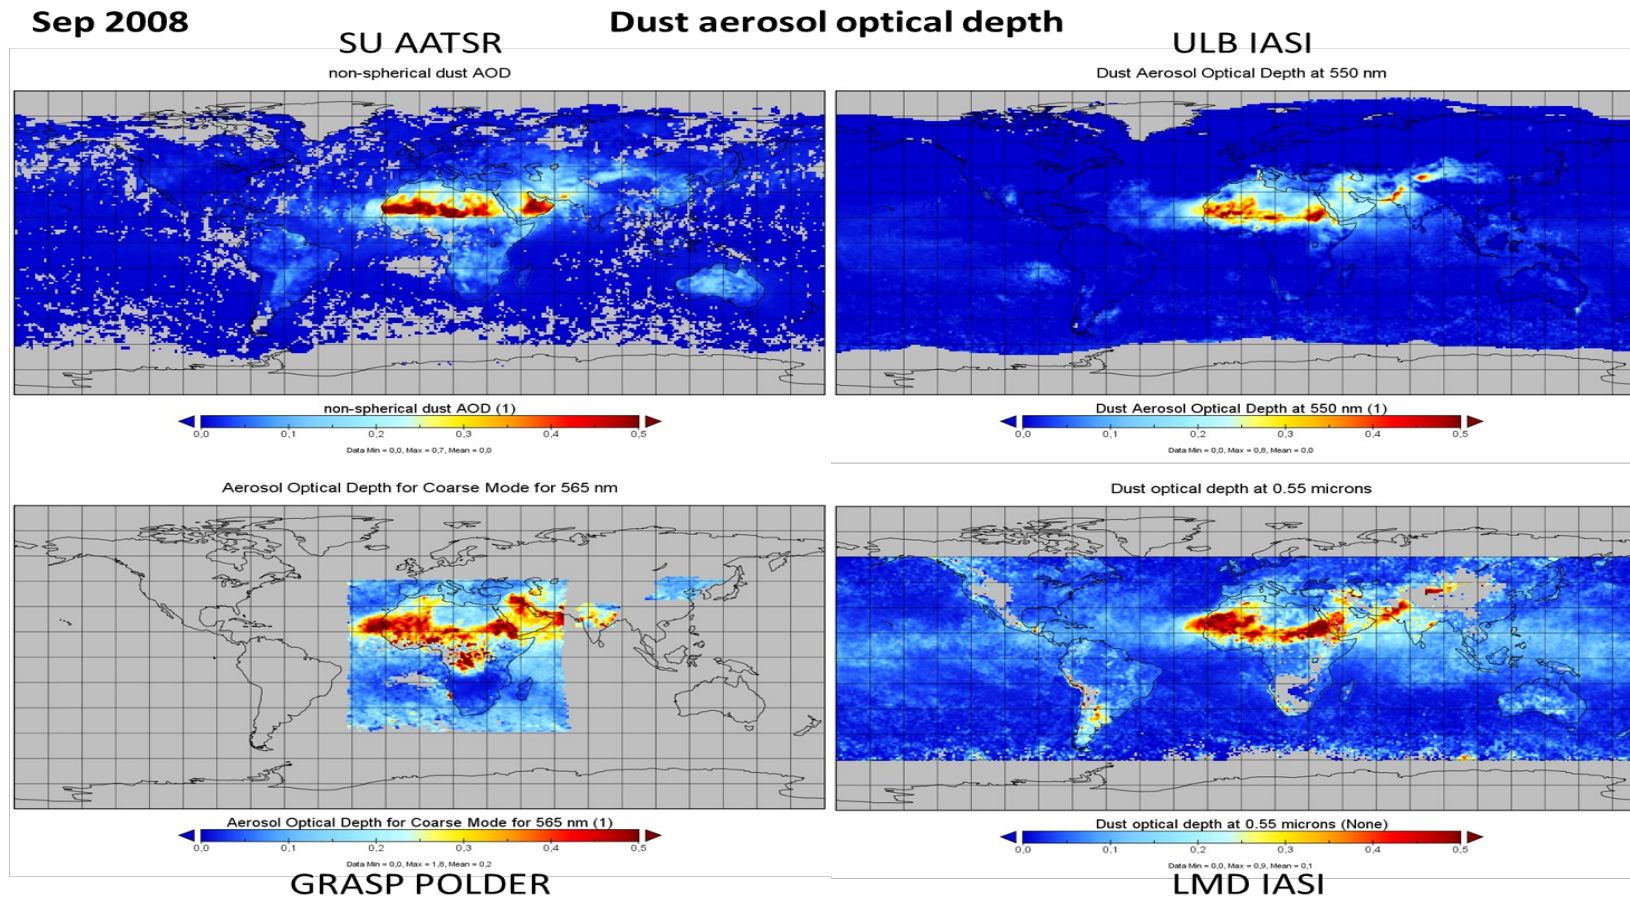 Sep 2008
Dust aerosol optical depth
SU AATSR
ULB IASI
non-spherical dust AOD
Dust Aerosol Optical Depth at 550 nm
non-spherical dust AOD (1)
0,0 0,1 0,2 0,3 0,4 0,5
Data Min = 0,0, Max = 0,7, Mean = 0,0
Dust Aerosol Optical Depth at 550 nm (1)
0,0 0,1 0,2 0,3 0,4 0,5
Data Min = 0,0, Max = 0,8, Mean = 0,0
Aerosol Optical Depth for Coarse Mode for 565 nm
Dust optical depth at 0.55 microns
Aerosol Optical Depth for Coarse Mode for 565 nm (1)
0,0 0,1 0,2 0,3 0,4 0,5
Data Min = 0,0, Max = 1,8, Mean = 0,2
Dust optical depth at 0.55 microns (None)
0,0 0,1 0,2 0,3 0,4 0,5
Data Min = 0,0, Max = 0,9, Mean = 0,1
GRASP POLDER
LMD IASI